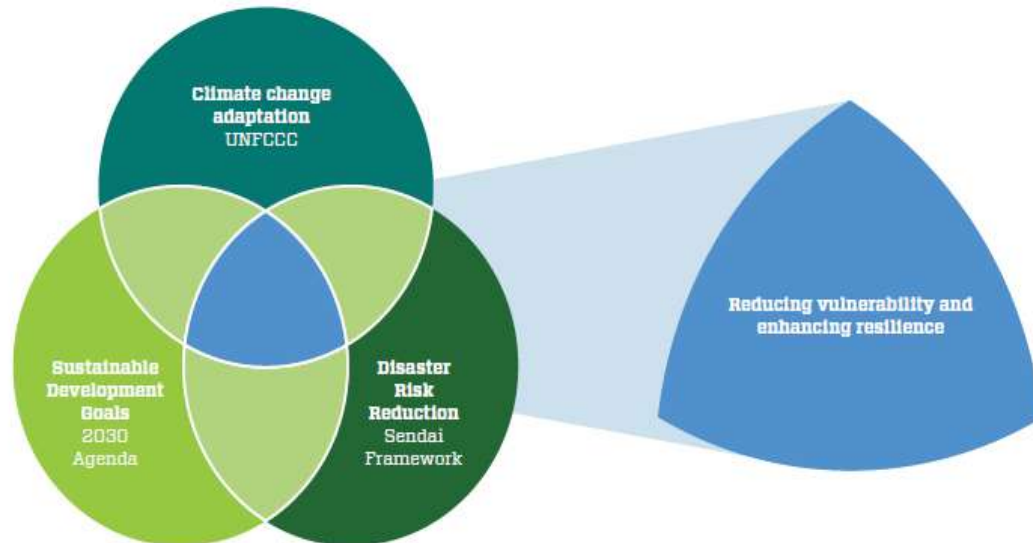 Climate change
adaptation
UNFCCC
Sustainable
Development
Goals
2030
Agenda
Disaster
Risk
Reduction
Sendai
Framework
Reducing vulnerability and
enhancing resilience